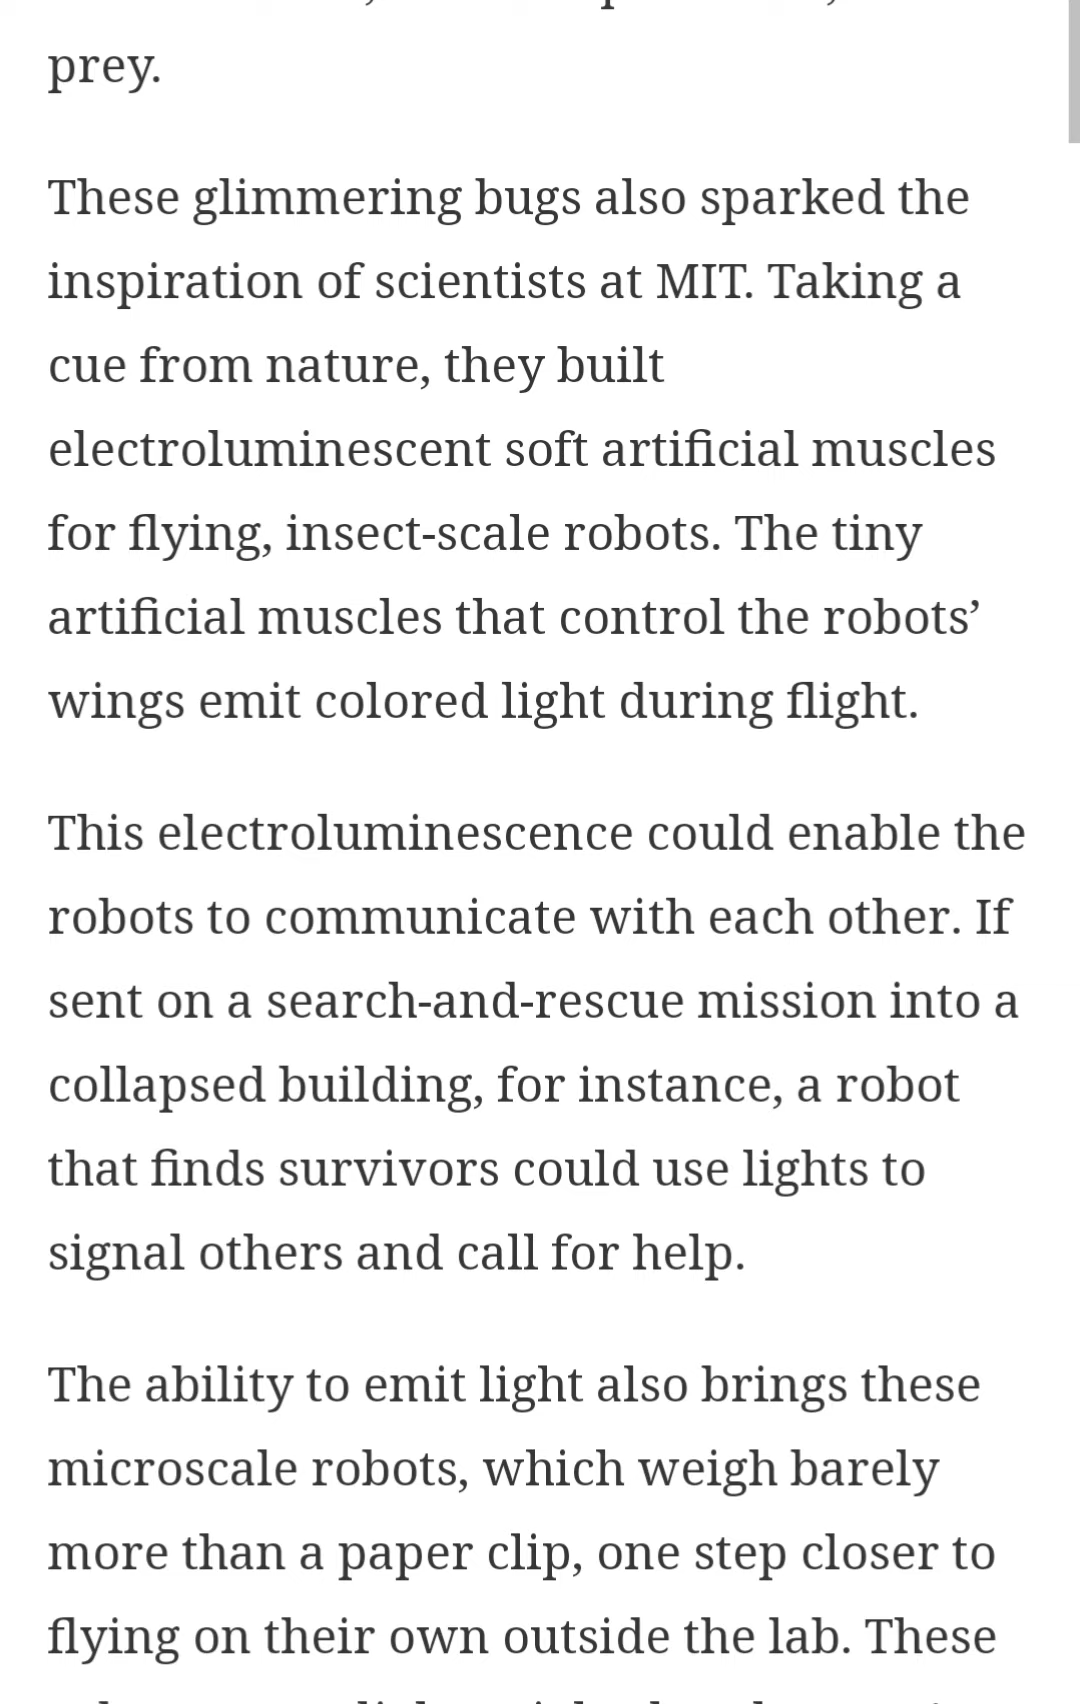 prey.
These glimmering bugs also sparked the
inspiration of scientists at MIT. Taking a
cue from nature, they built
electroluminescent soft artificial muscles
for flying, insect-scale robots. The tiny
artificial muscles that control the robots’
wings emit colored light during flight.
This electroluminescence could enable the
robots to communicate with each other. If
sent on a search-and-rescue mission into a
collapsed building, for instance, a robot
that finds survivors could use lights to
signal others and call for help.
The ability to emit light also brings these
microscale robots, which weigh barely
more than a paper clip, one step closer to
flying on their own outside the lab. These